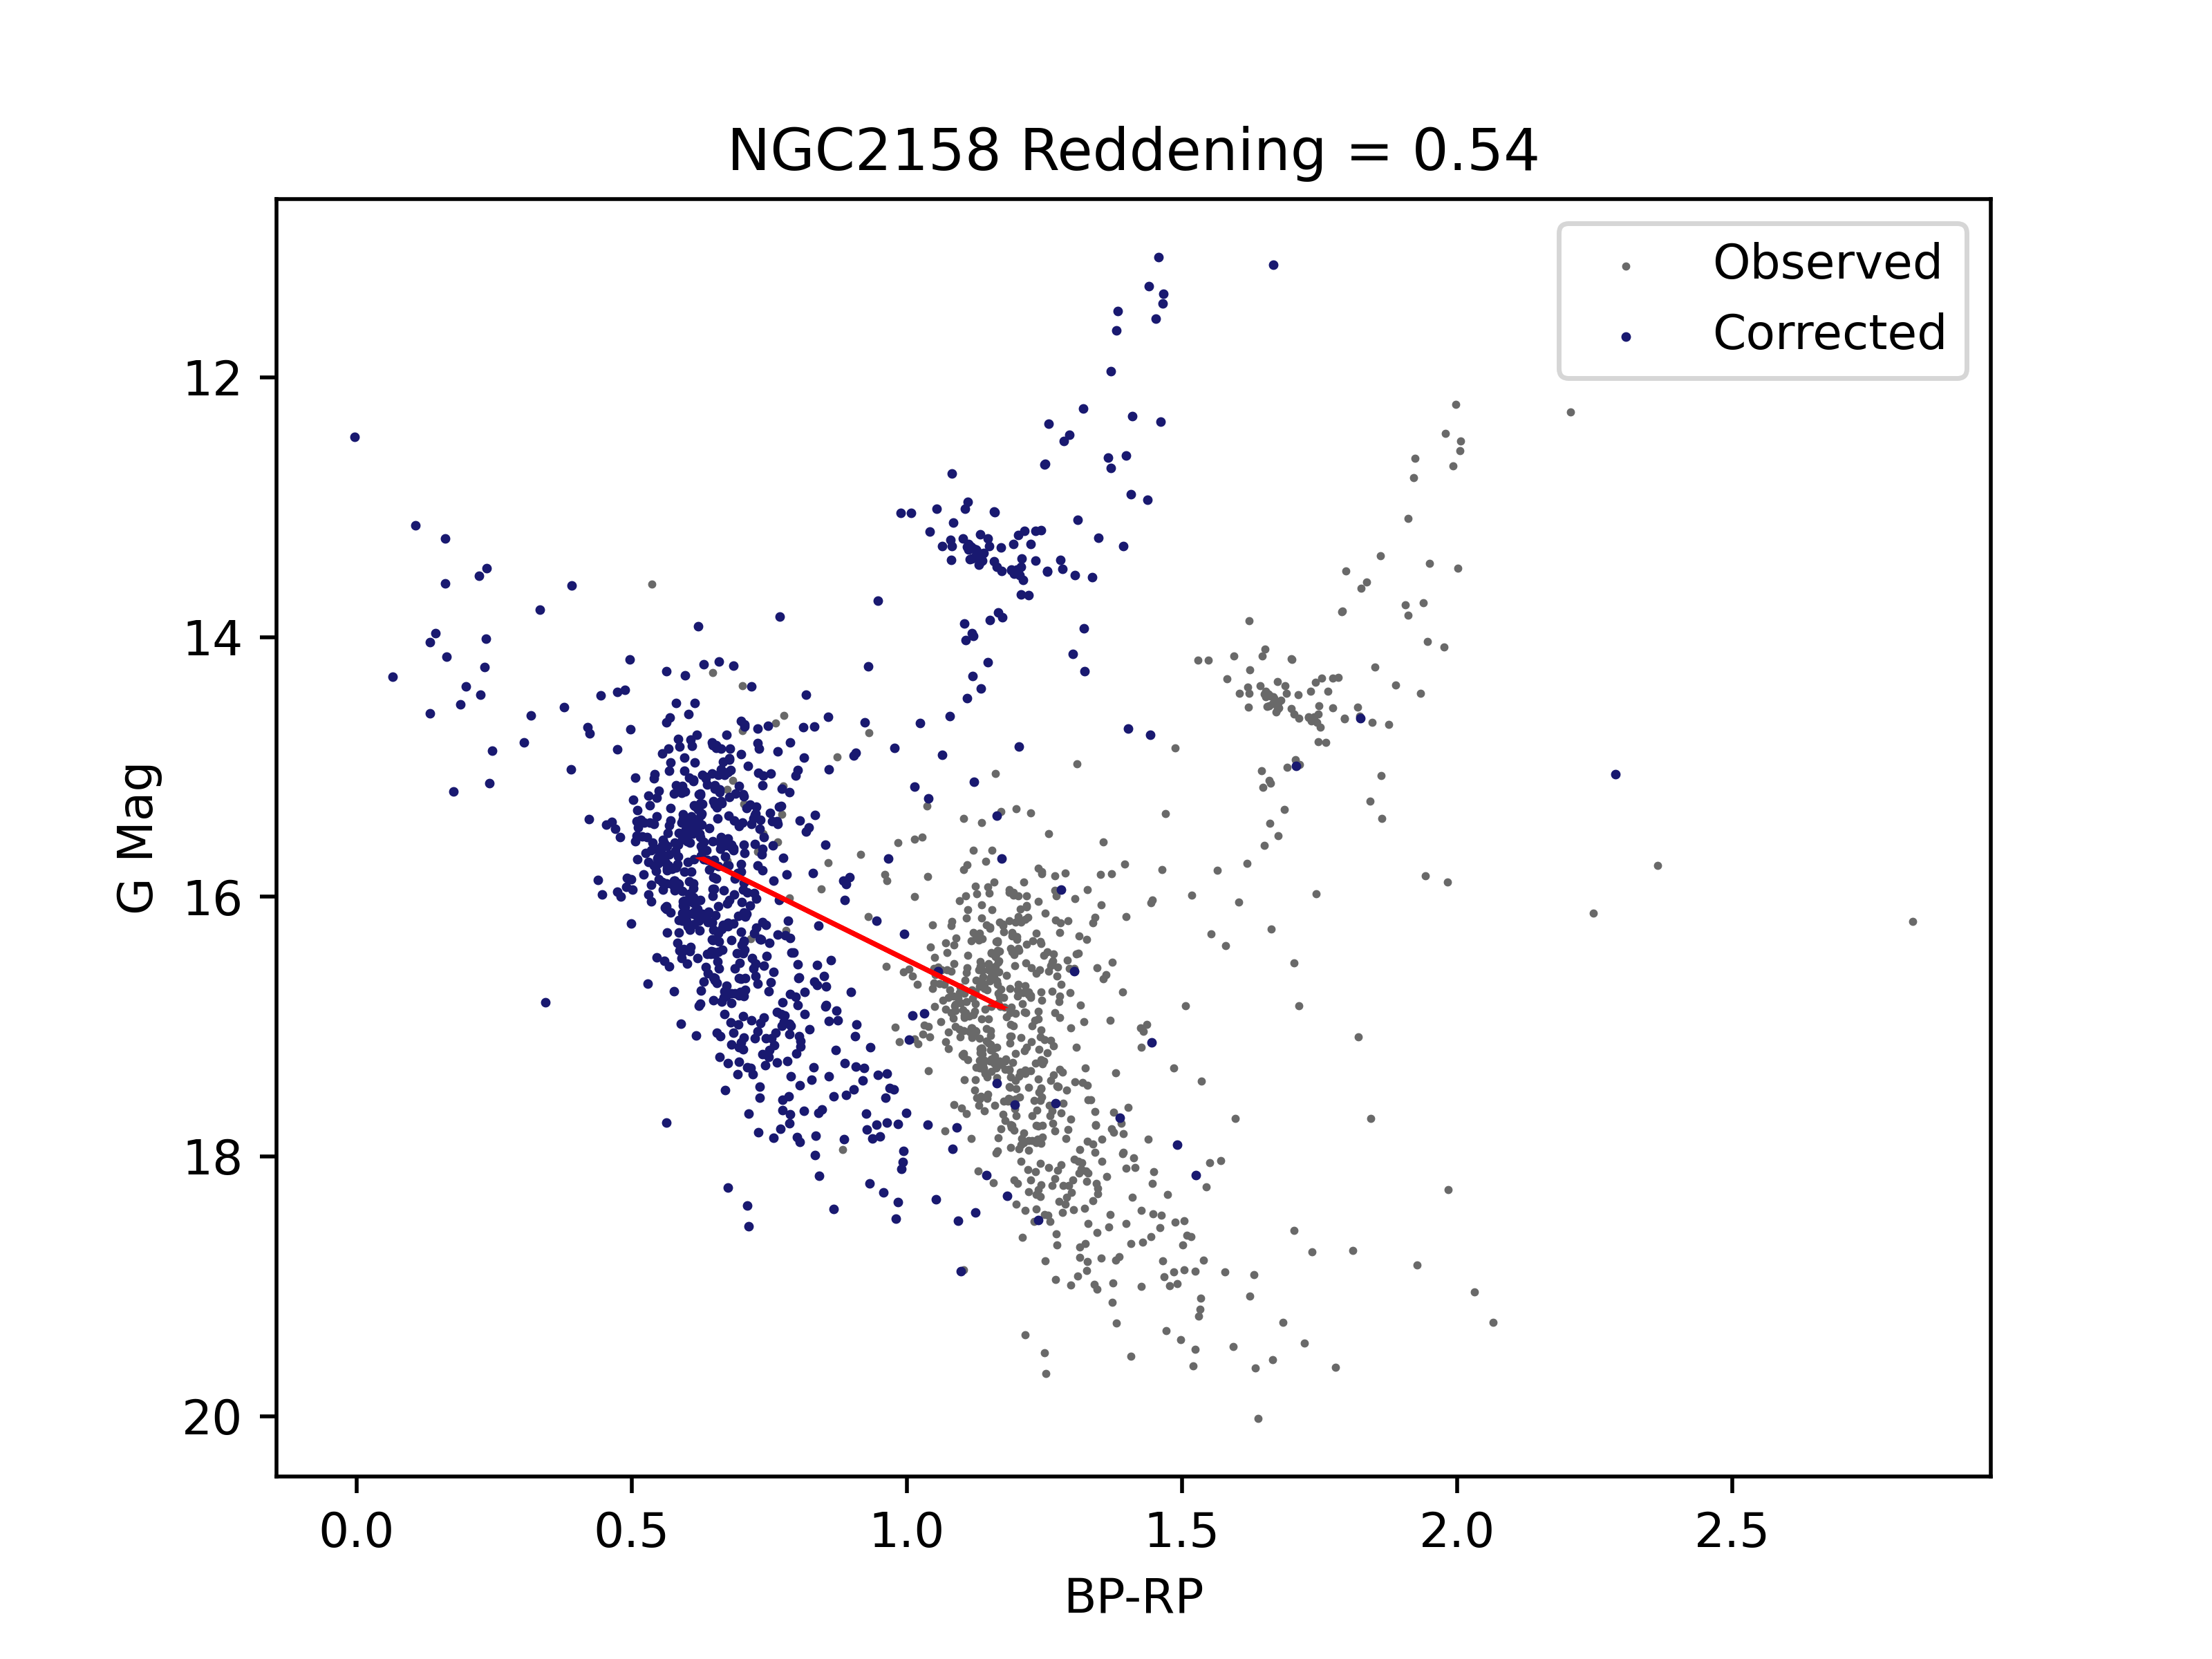 NGC2158 Reddening = 0.54
Observed
Corrected
12
14
16
18
20
G Mag
0.0 0.5 1.0 1.5 2.0 2.5
BP-RP